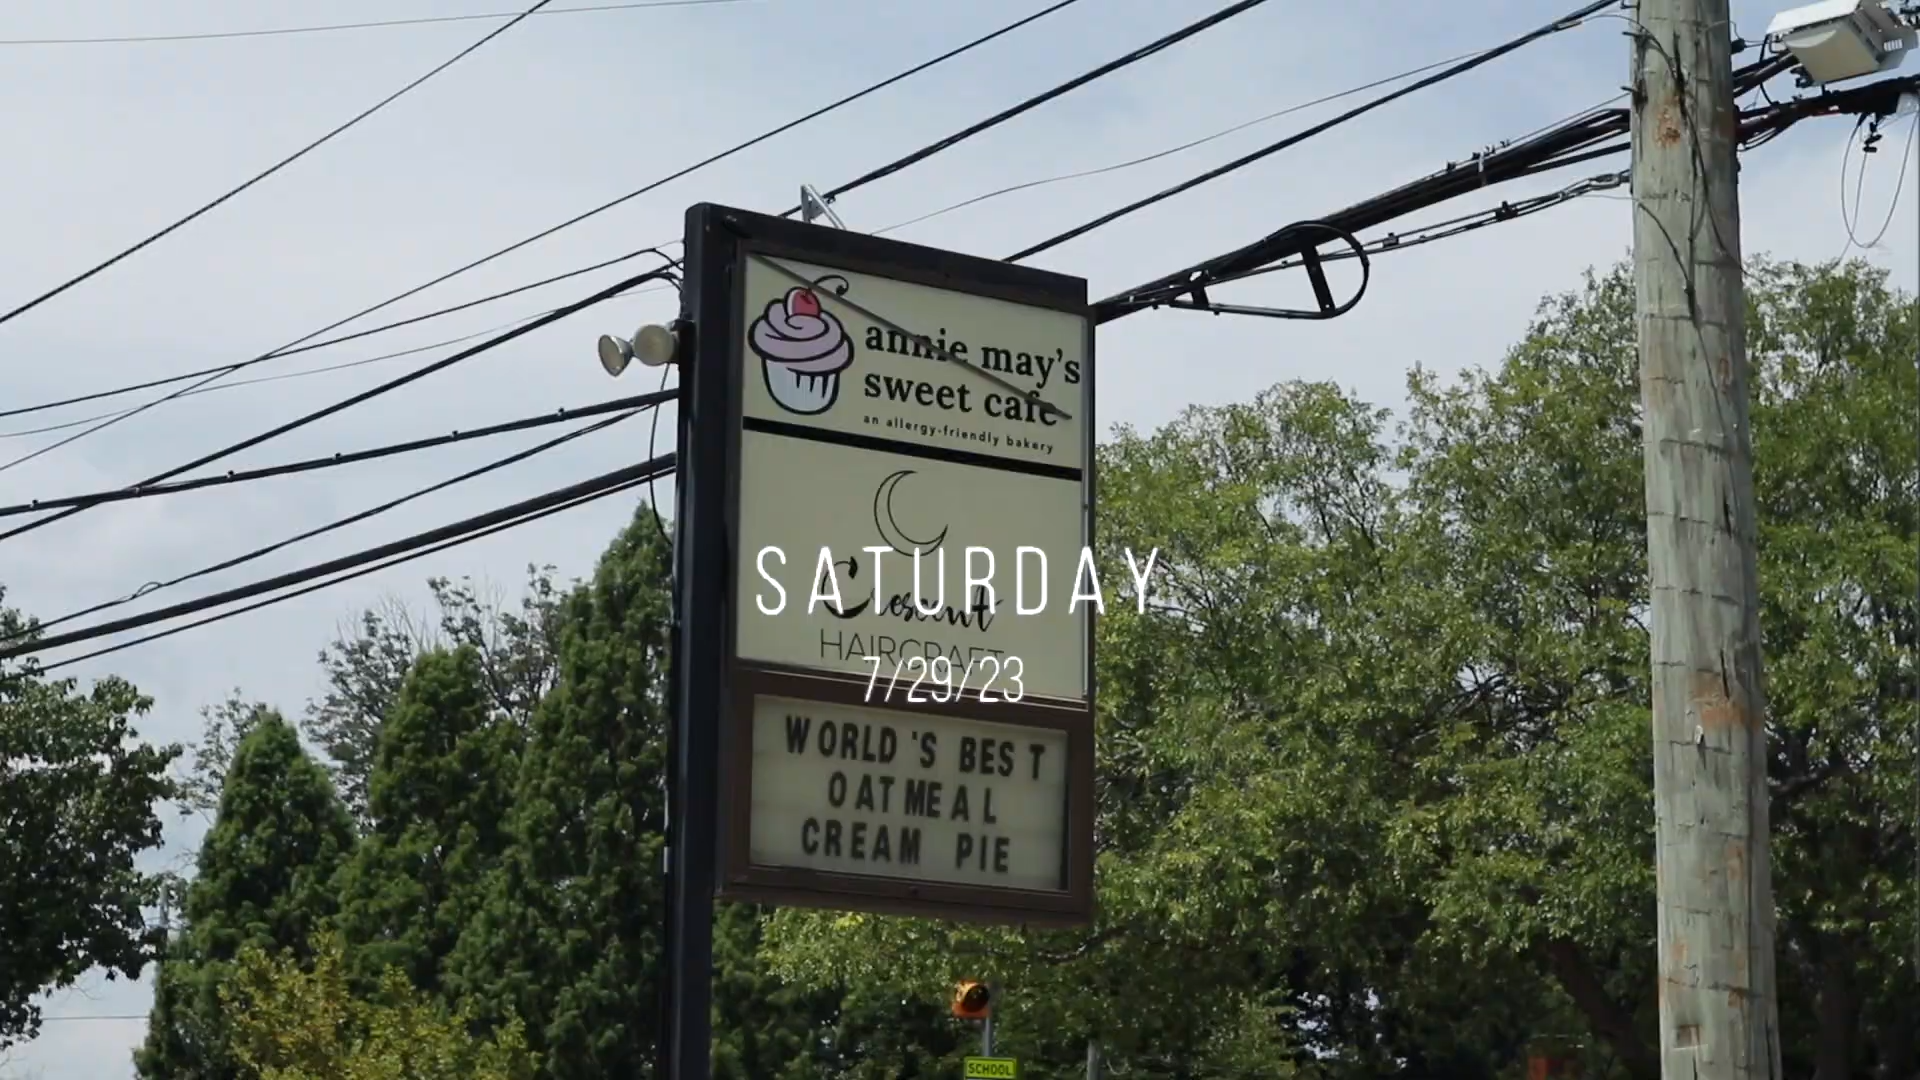 annie may's
sweet cafe
an allergy-friendly bakery
SATURDAY
Crescent
HAIRCRAFT
7/29/23
WORLD'S BEST
OATMEAL
CREAM PIE
SCHOOL